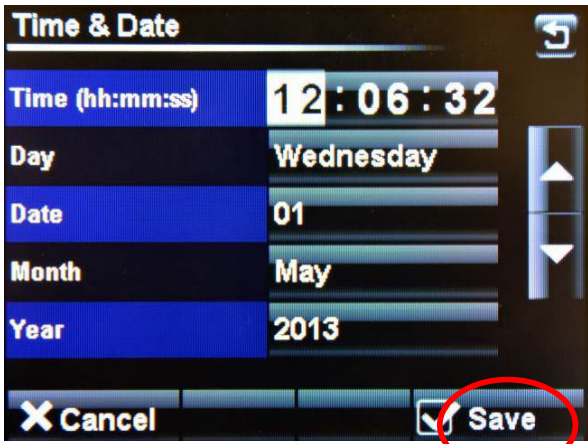 Time & Date
Time (hh:mm:ss) 12:06:32
Day Wednesday
Date 01
Month May
Year 2013
Cancel Save